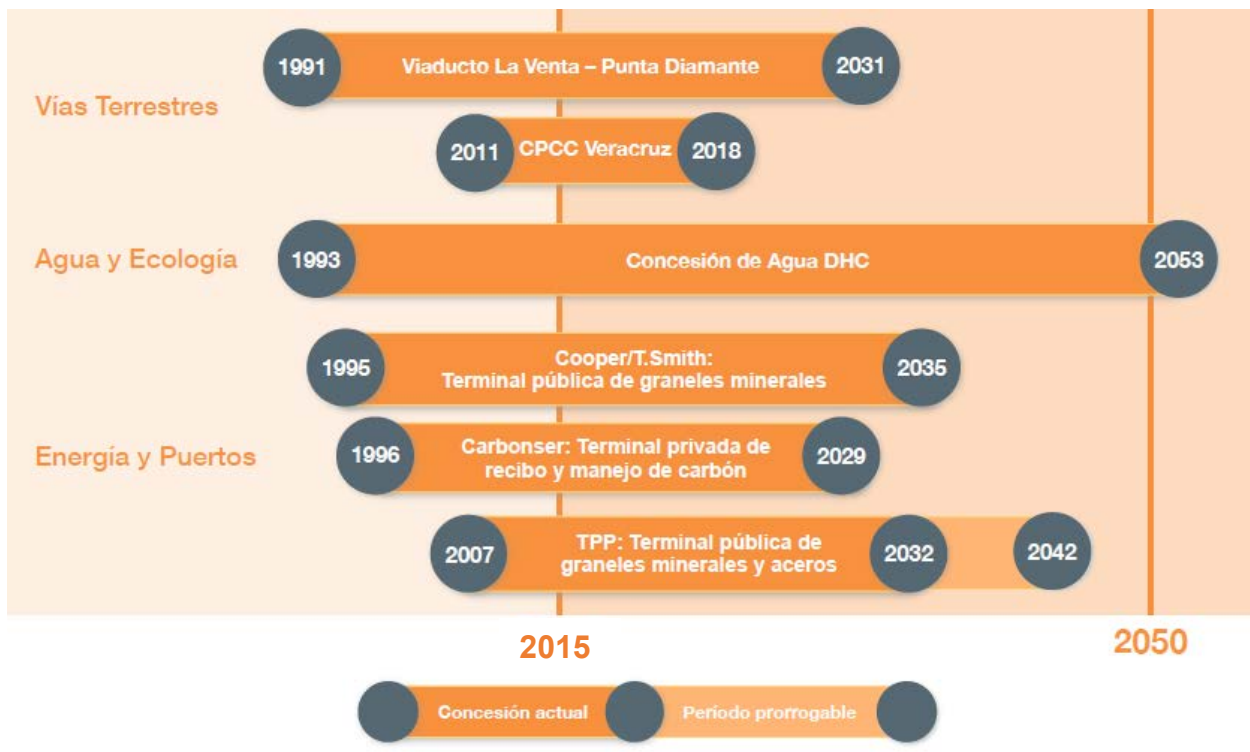 Vías Terrestres
1991
Viaducto La Venta – Punta Diamante
2031
2011
CPCC Veracruz
2018
Agua y Ecología
1993
Concesión de Agua DHC
2053
Energía y Puertos
1995
Cooper/T.Smith:
Terminal pública de graneles minerales
2035
1996
Carbonser: Terminal privada de
recibo y manejo de carbón
2029
2007
TPP: Terminal pública de
graneles minerales y aceros
2032
2042
2015
2050
Concesión actual
Período prorrogable